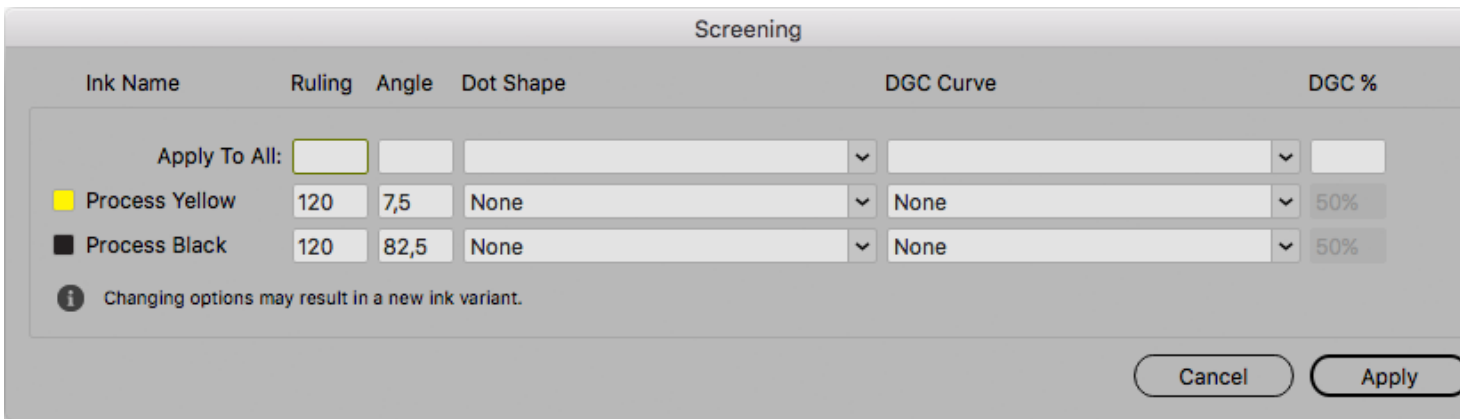 Screening
Ink Name Ruling Angle Dot Shape DGC Curve DGC %
Apply To All:
Process Yellow 120 7,5 None None 50%
Process Black 120 82,5 None None 50%
Changing options may result in a new ink variant.
Cancel Apply